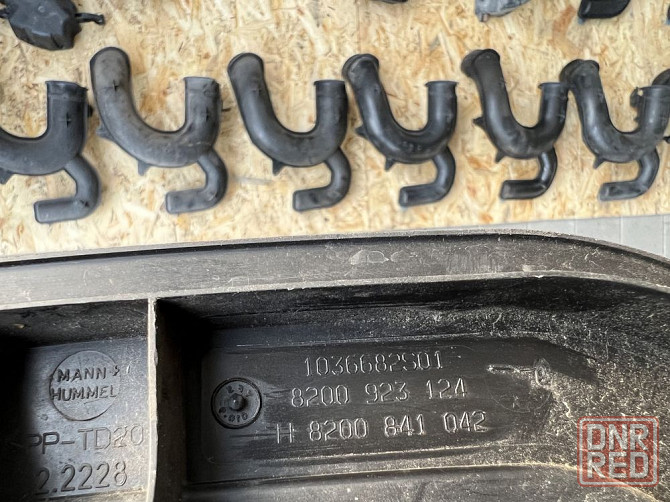 MANN+
HUMMEL
PP-TD20
2.2228
1036682S01
8200 923 124
H 8200 841 042
DNR
RED